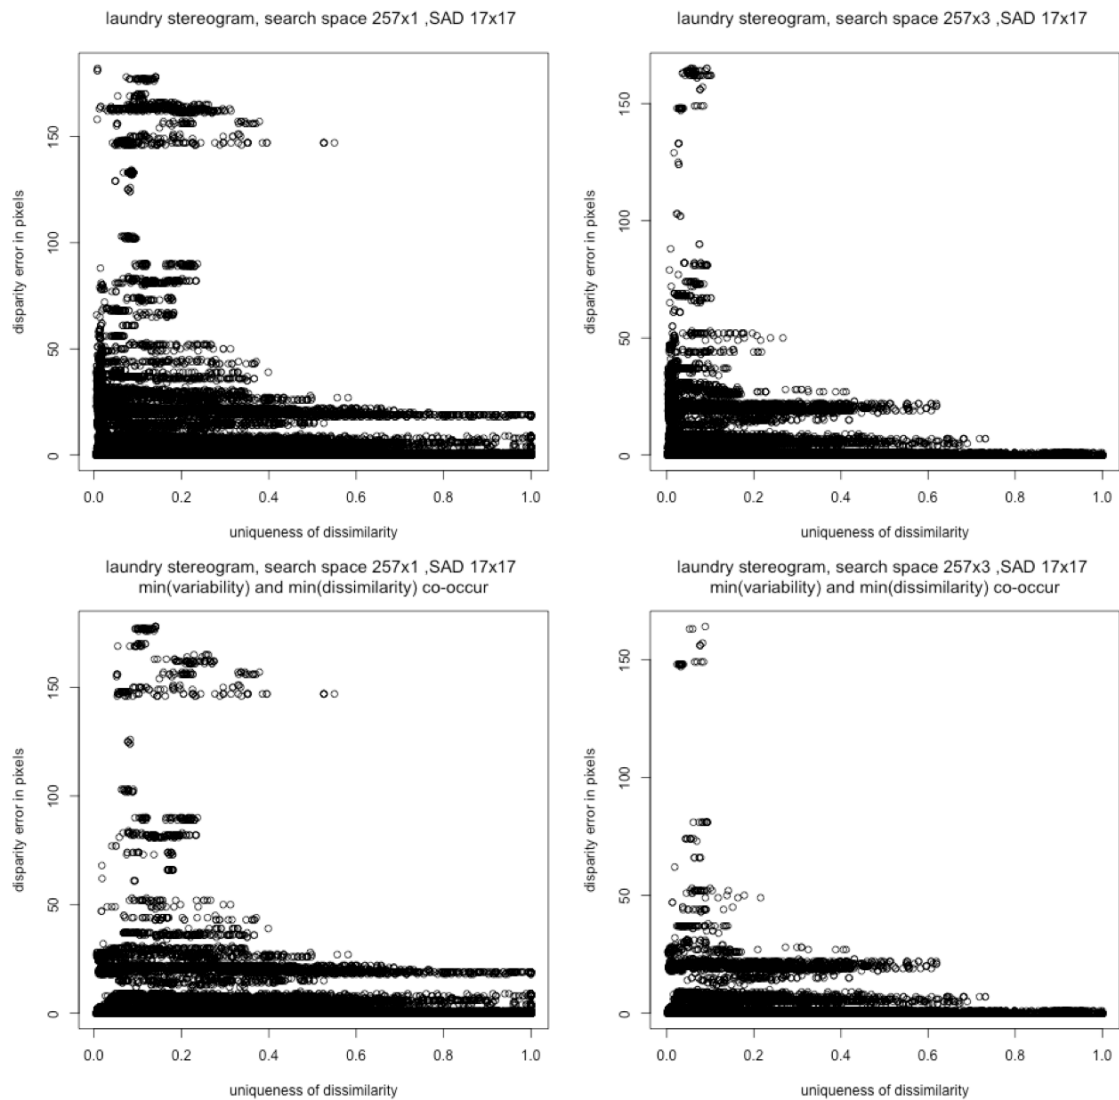 laundry stereogram, search space 257x1 ,SAD 17x17
disparity error in pixels
150
100
50
0
0.0 0.2 0.4 0.6 0.8 1.0
uniqueness of dissimilarity
laundry stereogram, search space 257x3 ,SAD 17x17
disparity error in pixels
150
100
50
0
0.0 0.2 0.4 0.6 0.8 1.0
uniqueness of dissimilarity
laundry stereogram, search space 257x1 ,SAD 17x17
min(variability) and min(dissimilarity) co-occur
disparity error in pixels
150
100
50
0
0.0 0.2 0.4 0.6 0.8 1.0
uniqueness of dissimilarity
laundry stereogram, search space 257x3 ,SAD 17x17
min(variability) and min(dissimilarity) co-occur
disparity error in pixels
150
100
50
0
0.0 0.2 0.4 0.6 0.8 1.0
uniqueness of dissimilarity